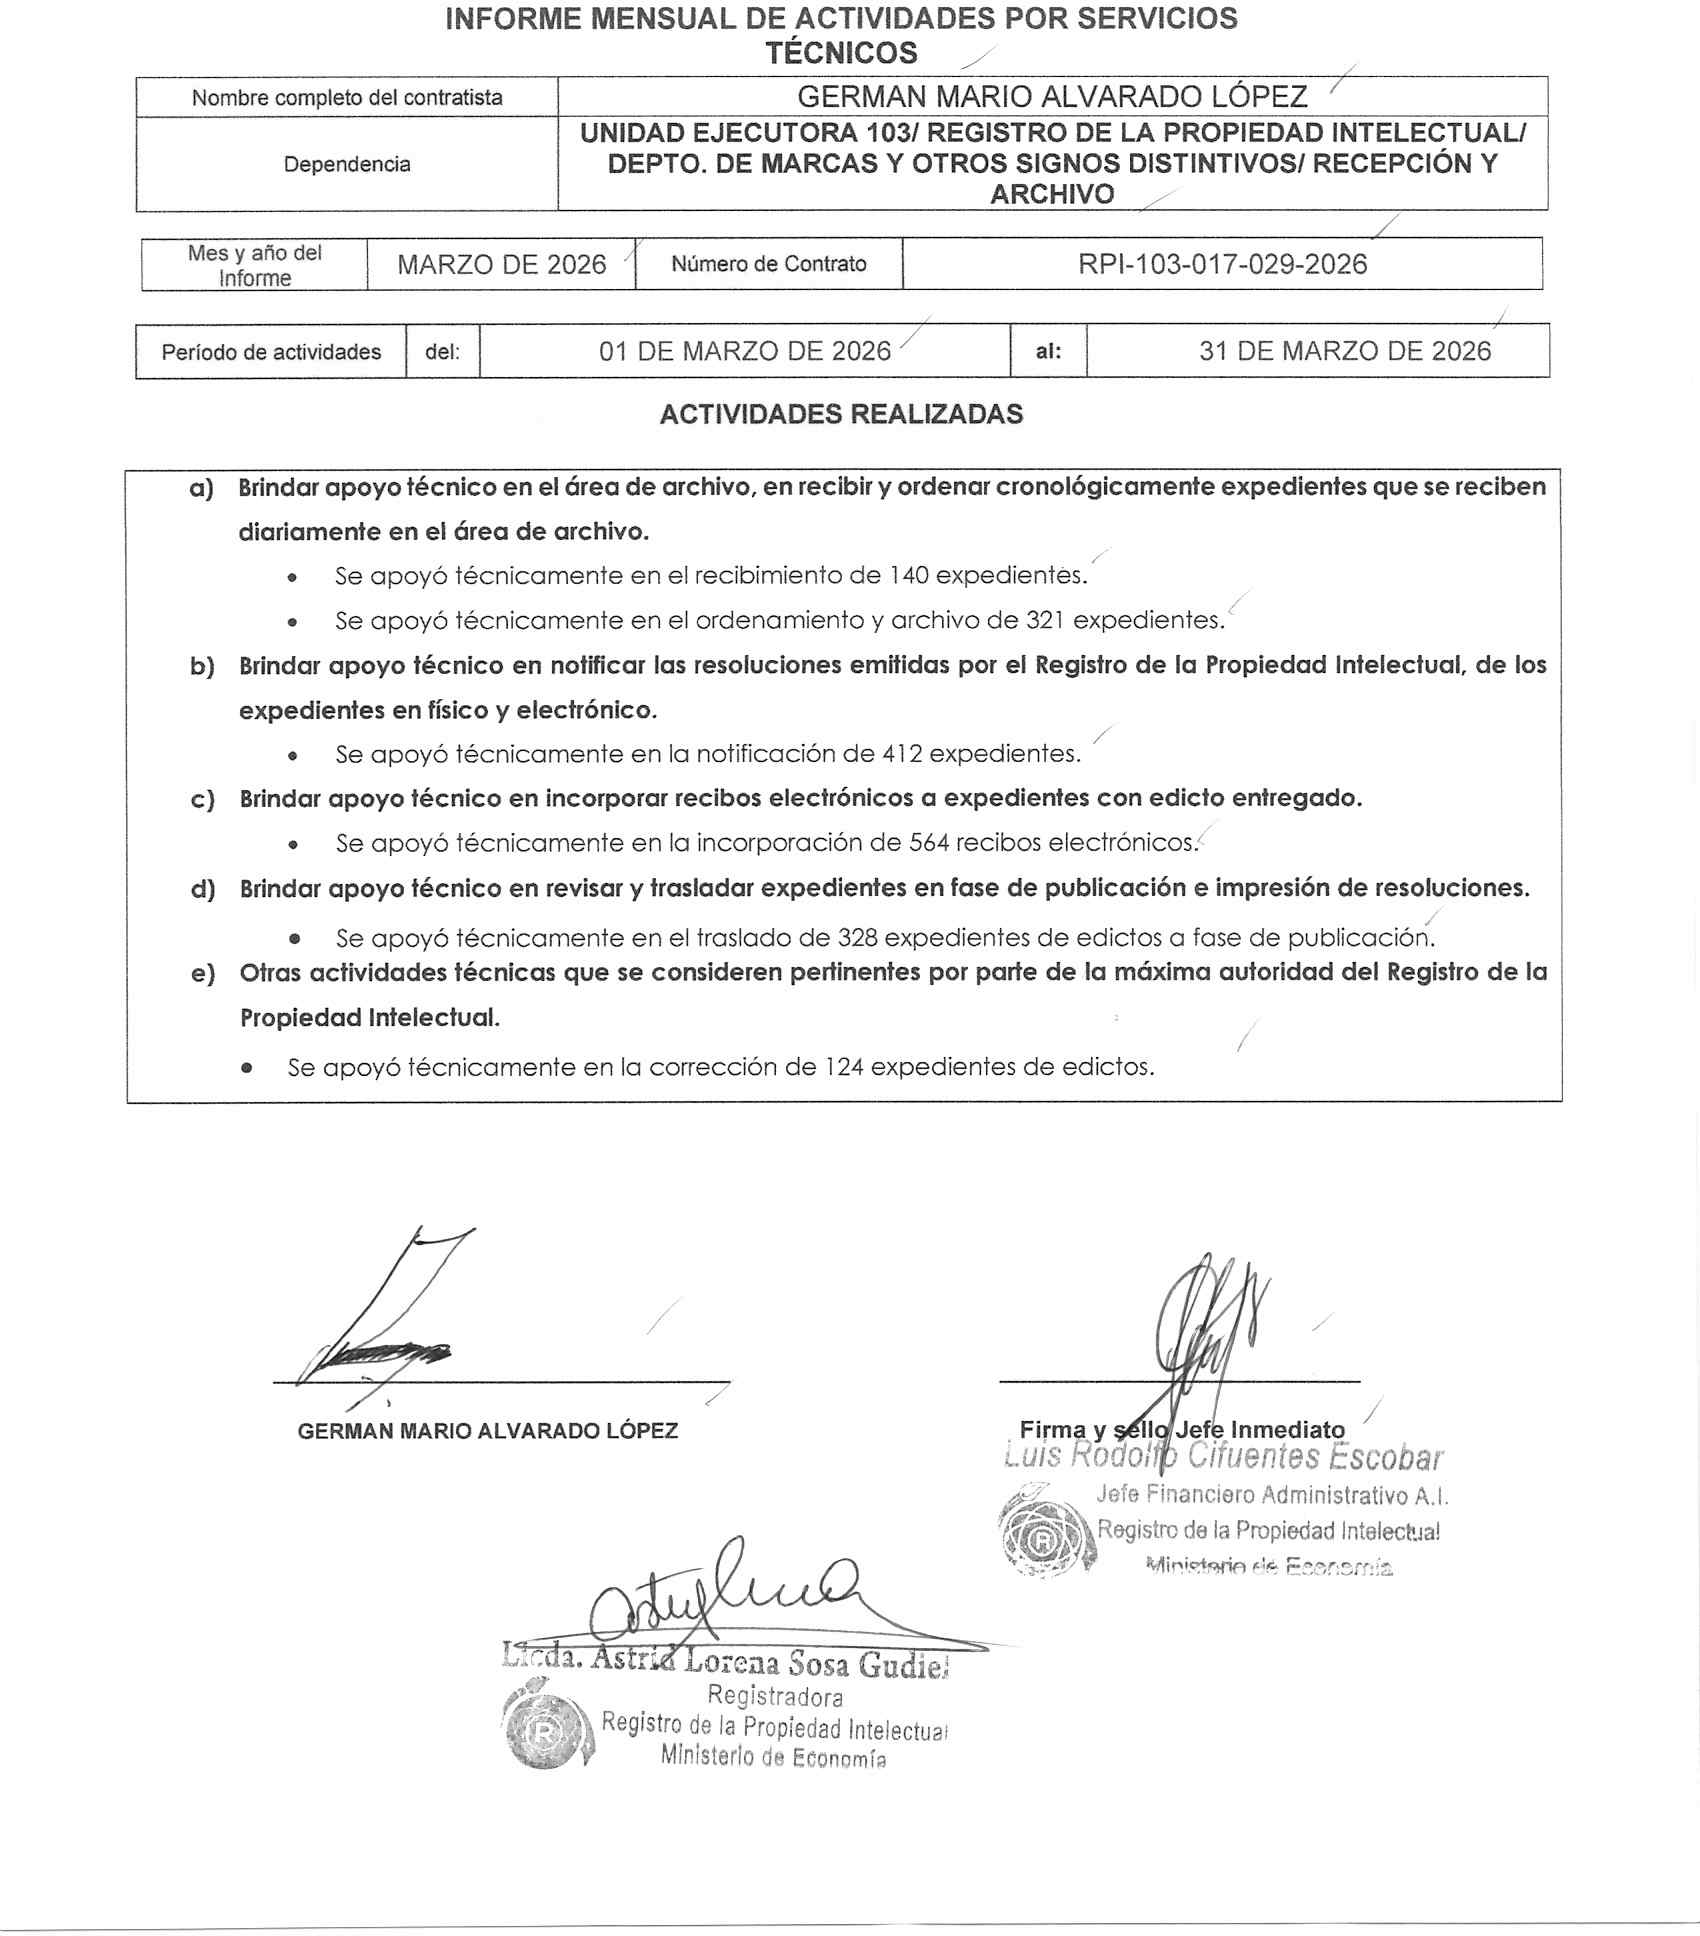 INFORME MENSUAL DE ACTIVIDADES POR SERVICIOS
TÉCNICOS
Nombre completo del contratista
GERMAN MARIO ALVARADO LÓPEZ
Dependencia
UNIDAD EJECUTORA 103/ REGISTRO DE LA PROPIEDAD INTELECTUAL/
DEPTO. DE MARCAS Y OTROS SIGNOS DISTINTIVOS/ RECEPCIÓN Y
ARCHIVO
Mes y año del
Informe
MARZO DE 2026
Número de Contrato
RPI-103-017-029-2026
Período de actividades
del:
01 DE MARZO DE 2026
al:
31 DE MARZO DE 2026
ACTIVIDADES REALIZADAS
a) Brindar apoyo técnico en el área de archivo, en recibir y ordenar cronológicamente expedientes que se reciben
diariamente en el área de archivo.
• Se apoyó técnicamente en el recibimiento de 140 expedientes.
• Se apoyó técnicamente en el ordenamiento y archivo de 321 expedientes.
b) Brindar apoyo técnico en notificar las resoluciones emitidas por el Registro de la Propiedad Intelectual, de los
expedientes en físico y electrónico.
• Se apoyó técnicamente en la notificación de 412 expedientes.
c) Brindar apoyo técnico en incorporar recibos electrónicos a expedientes con edicto entregado.
• Se apoyó técnicamente en la incorporación de 564 recibos electrónicos.
d) Brindar apoyo técnico en revisar y trasladar expedientes en fase de publicación e impresión de resoluciones.
• Se apoyó técnicamente en el traslado de 328 expedientes de edictos a fase de publicación.
e) Otras actividades técnicas que se consideren pertinentes por parte de la máxima autoridad del Registro de la
Propiedad Intelectual.
• Se apoyó técnicamente en la corrección de 124 expedientes de edictos.
GERMAN MARIO ALVARADO LÓPEZ
Firma y sello Jefe Inmediato
Luis Rodolfo Cifuentes Escobar
Jefe Financiero Administrativo A.I.
Registro de la Propiedad Intelectual
Ministerio de Economía
Licda. Astrid Lorena Sosa Gudiel
Registradora
Registro de la Propiedad Intelectual
Ministerio de Economía